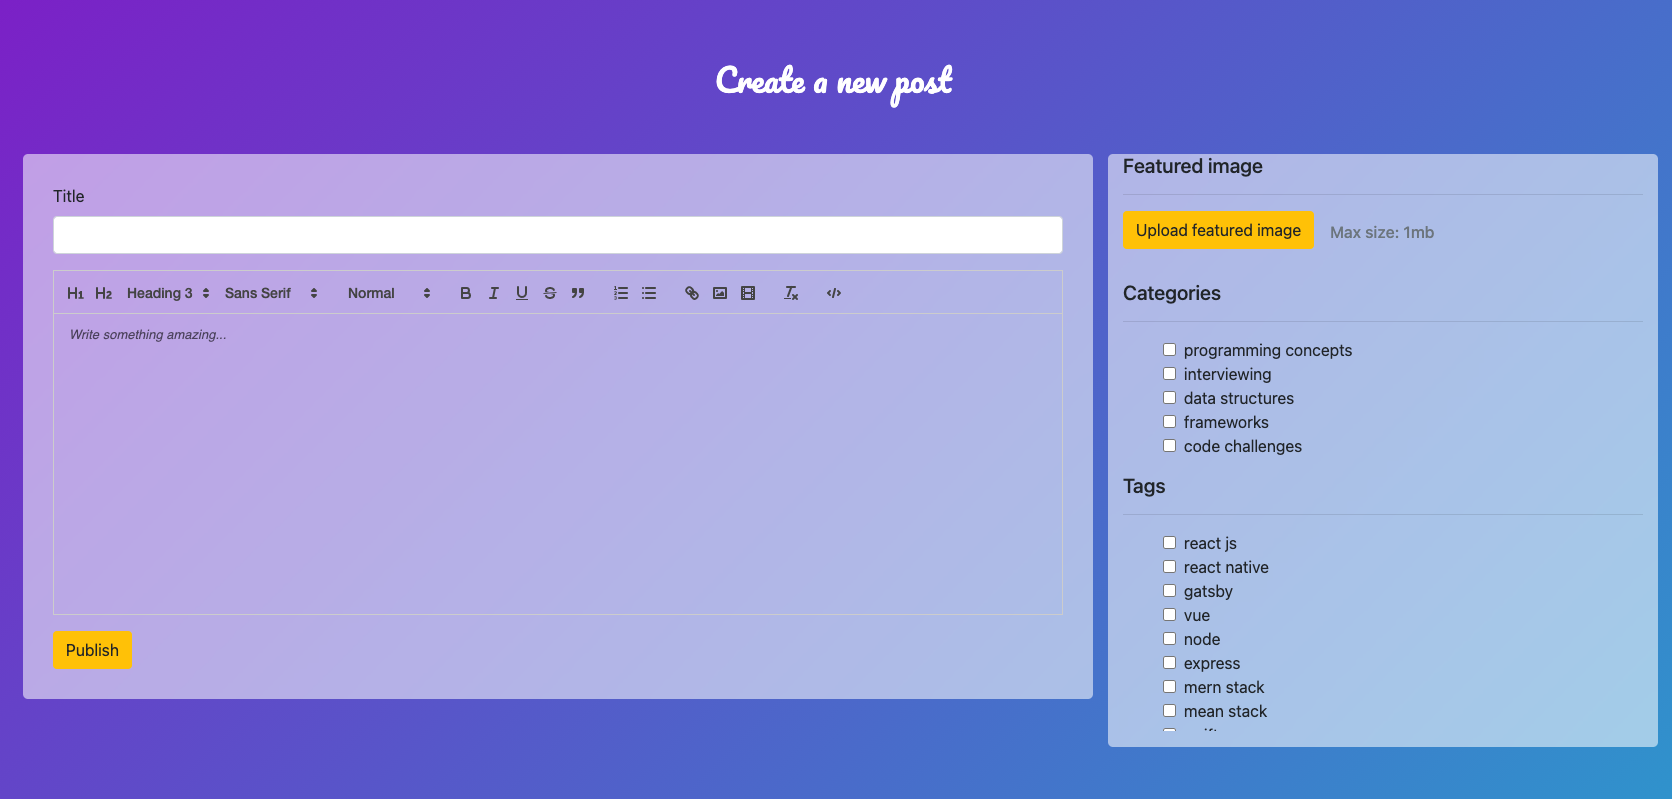 Create a new post
Title
H1 H2 Heading 3 Sans Serif Normal B I U S
Write something amazing...
Publish
Featured image
Upload featured image Max size: 1mb
Categories
programming concepts
interviewing
data structures
frameworks
code challenges
Tags
react js
react native
gatsby
vue
node
express
mern stack
mean stack